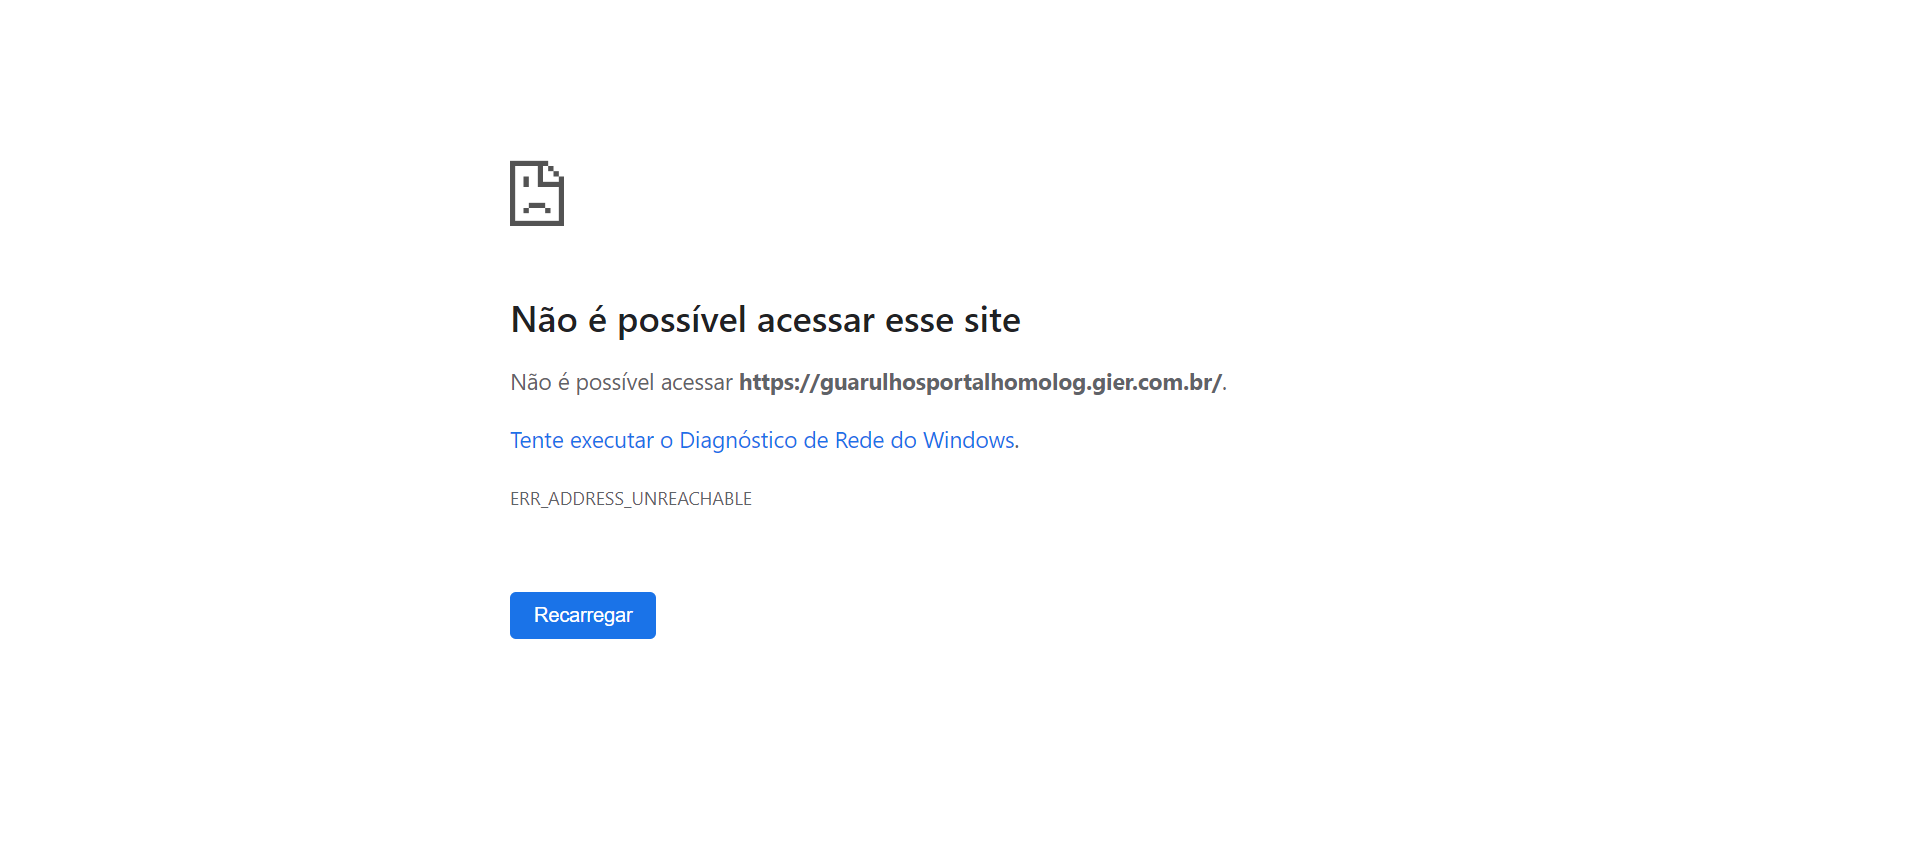 Não é possível acessar esse site
Não é possível acessar https://guarulhosportalhomolog.gier.com.br/.
Tente executar o Diagnóstico de Rede do Windows.
ERR_ADDRESS_UNREACHABLE
Recarregar